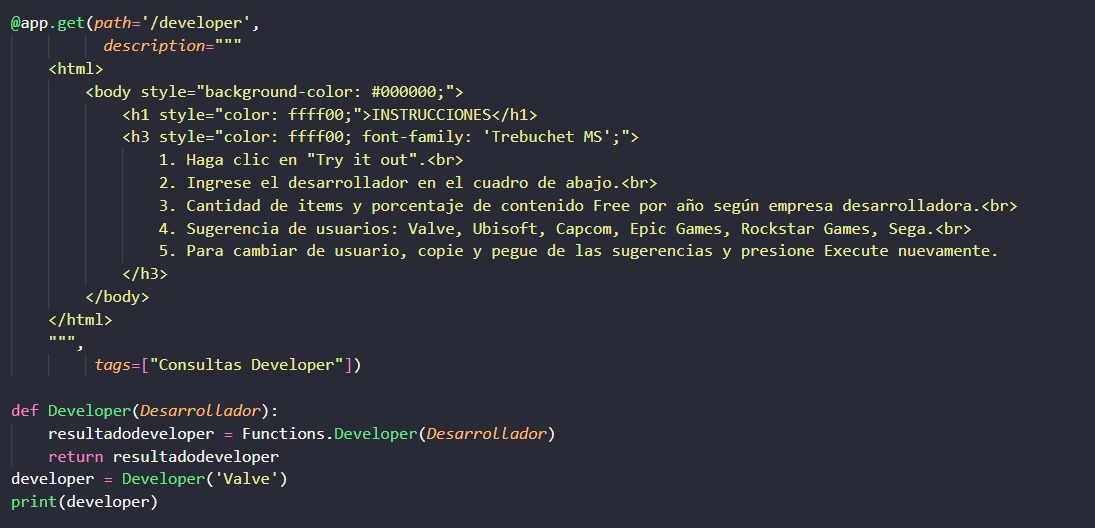 @app.get(path='/developer',
description="""
<html>
<body style="background-color: #000000;">
<h1 style="color: ffff00;">INSTRUCCIONES</h1>
<h3 style="color: ffff00; font-family: 'Trebuchet MS';">
1. Haga clic en "Try it out".<br>
2. Ingrese el desarrollador en el cuadro de abajo.<br>
3. Cantidad de items y porcentaje de contenido Free por año según empresa desarrolladora.<br>
4. Sugerencia de usuarios: Valve, Ubisoft, Capcom, Epic Games, Rockstar Games, Sega.<br>
5. Para cambiar de usuario, copie y pegue de las sugerencias y presione Execute nuevamente.
</h3>
</body>
</html>
""",
tags=["Consultas Developer"])
def Developer(Desarrollador):
resultadodeveloper = Functions.Developer(Desarrollador)
return resultadodeveloper
developer = Developer('Valve')
print(developer)